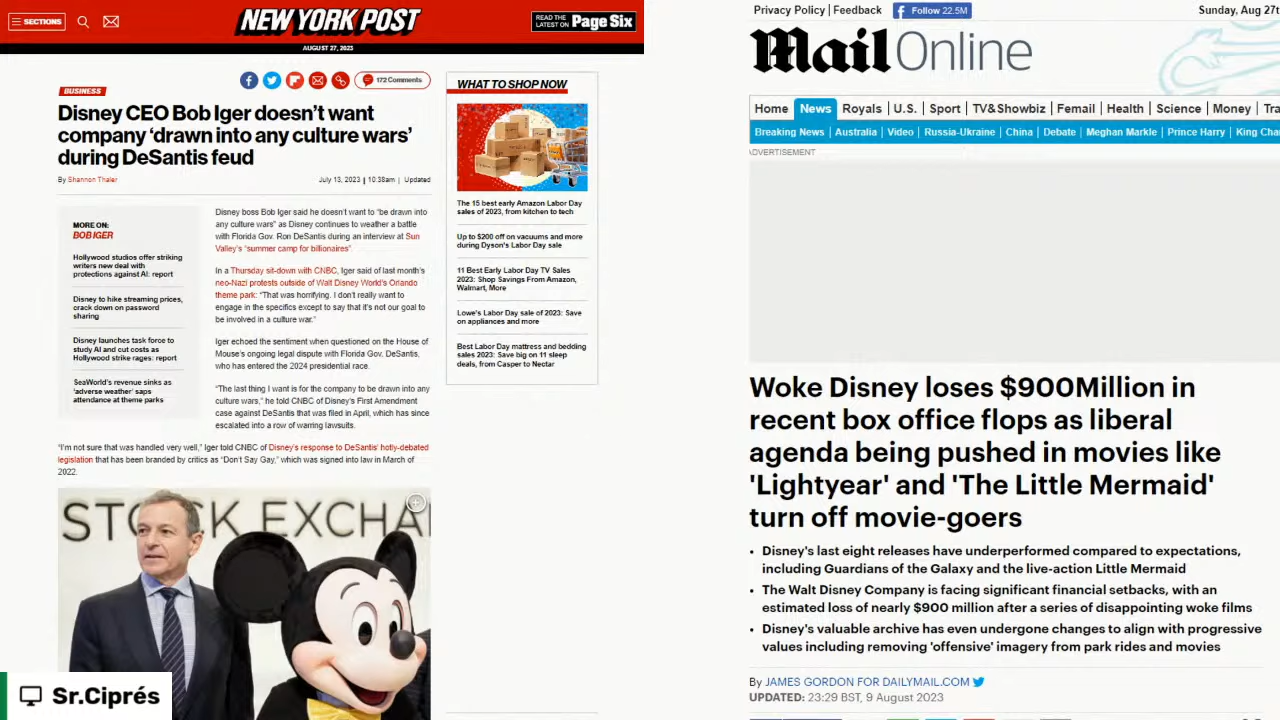 SECTIONS
NEW YORK POST
READ THE
LATEST ON
Page Six
AUGUST 27, 2023
172 Comments
BUSINESS
Disney CEO Bob Iger doesn't want
company 'drawn into any culture wars'
during DeSantis feud
By Shannon Thaler
July 13, 2023 | 10:38am | Updated
MORE ON:
BOB IGER
Hollywood studios offer striking
writers new deal with
protections against AI: report
Disney to hike streaming prices,
crack down on password
sharing
Disney launches task force to
study AI and cut costs as
Hollywood strike rages: report
SeaWorld's revenue sinks as
'adverse weather' saps
attendance at theme parks
Disney boss Bob Iger said he doesn't want to "be drawn into
any culture wars" as Disney continues to weather a battle
with Florida Gov. Ron DeSantis during an interview at Sun
Valley's "summer camp for billionaires".
In a Thursday sit-down with CNBC, Iger said of last month's
neo-Nazi protests outside of Walt Disney World's Orlando
theme park: "That was horrifying. I don't really want to
engage in the specifics except to say that it's not our goal to
be involved in a culture war."
Iger echoed the sentiment when questioned on the House of
Mouse's ongoing legal dispute with Florida Gov. DeSantis,
who has entered the 2024 presidential race.
"The last thing I want is for the company to be drawn into any
culture wars," he told CNBC of Disney's First Amendment
case against DeSantis that was filed in April, which has since
escalated into a row of warring lawsuits.
"I'm not sure that was handled very well," Iger told CNBC of Disney's response to DeSantis' hotly-debated
legislation that has been branded by critics as "Don't Say Gay," which was signed into law in March of
2022.
STOCK EXCHA
WHAT TO SHOP NOW
The 15 best early Amazon Labor Day
sales of 2023, from kitchen to tech
Up to $200 off on vacuums and more
during Dyson's Labor Day sale
11 Best Early Labor Day TV Sales
2023: Shop Savings From Amazon,
Walmart, More
Lowe's Labor Day sale of 2023: Save
on appliances and more
Best Labor Day mattress and bedding
sales 2023: Save big on 11 sleep
deals, from Casper to Nectar
Sr.Ciprés
Privacy Policy | Feedback
Follow 22.5M
Sunday, Aug 27t
Mail Online
Home News Royals U.S. Sport TV&Showbiz Femail Health Science Money Tra
Breaking News Australia Video Russia-Ukraine China Debate Meghan Markle Prince Harry King Cha
ADVERTISEMENT
Woke Disney loses $900Million in
recent box office flops as liberal
agenda being pushed in movies like
'Lightyear' and 'The Little Mermaid'
turn off movie-goers
• Disney's last eight releases have underperformed compared to expectations,
including Guardians of the Galaxy and the live-action Little Mermaid
• The Walt Disney Company is facing significant financial setbacks, with an
estimated loss of nearly $900 million after a series of disappointing woke films
• Disney's valuable archive has even undergone changes to align with progressive
values including removing 'offensive' imagery from park rides and movies
By JAMES GORDON FOR DAILYMAIL.COM
UPDATED: 23:29 BST, 9 August 2023